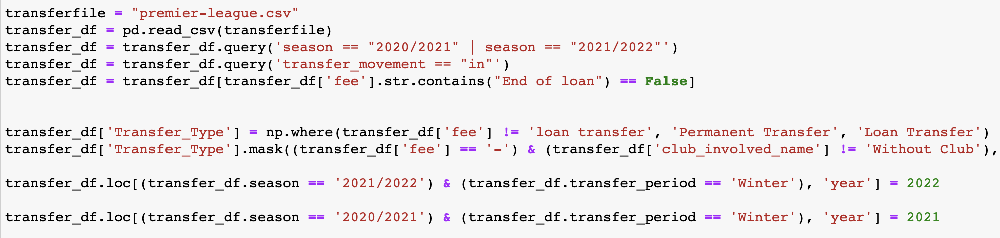 transferfile = "premier-league.csv"
transfer_df = pd.read_csv(transferfile)
transfer_df = transfer_df.query('season == "2020/2021" | season == "2021/2022"')
transfer_df = transfer_df.query('transfer_movement == "in"')
transfer_df = transfer_df[transfer_df['fee'].str.contains("End of loan") == False]
transfer_df['Transfer_Type'] = np.where(transfer_df['fee'] != 'loan transfer', 'Permanent Transfer', 'Loan Transfer')
transfer_df['Transfer_Type'].mask((transfer_df['fee'] == '-') & (transfer_df['club_involved_name'] != 'Without Club'),
transfer_df.loc[(transfer_df.season == '2021/2022') & (transfer_df.transfer_period == 'Winter'), 'year'] = 2022
transfer_df.loc[(transfer_df.season == '2020/2021') & (transfer_df.transfer_period == 'Winter'), 'year'] = 2021